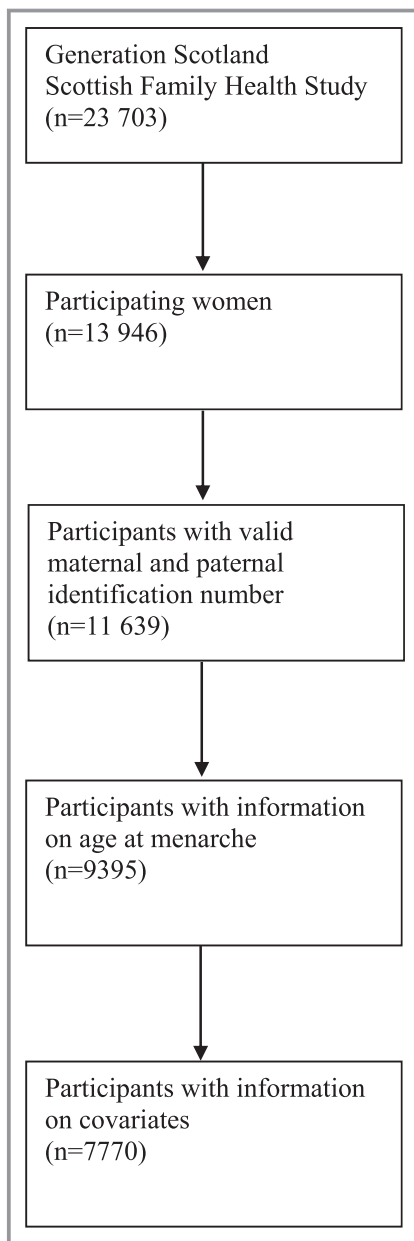 Generation Scotland
Scottish Family Health Study
(n=23 703)
Participating women
(n=13 946)
Participants with valid
maternal and paternal
identification number
(n=11 639)
Participants with information
on age at menarche
(n=9395)
Participants with information
on covariates
(n=7770)